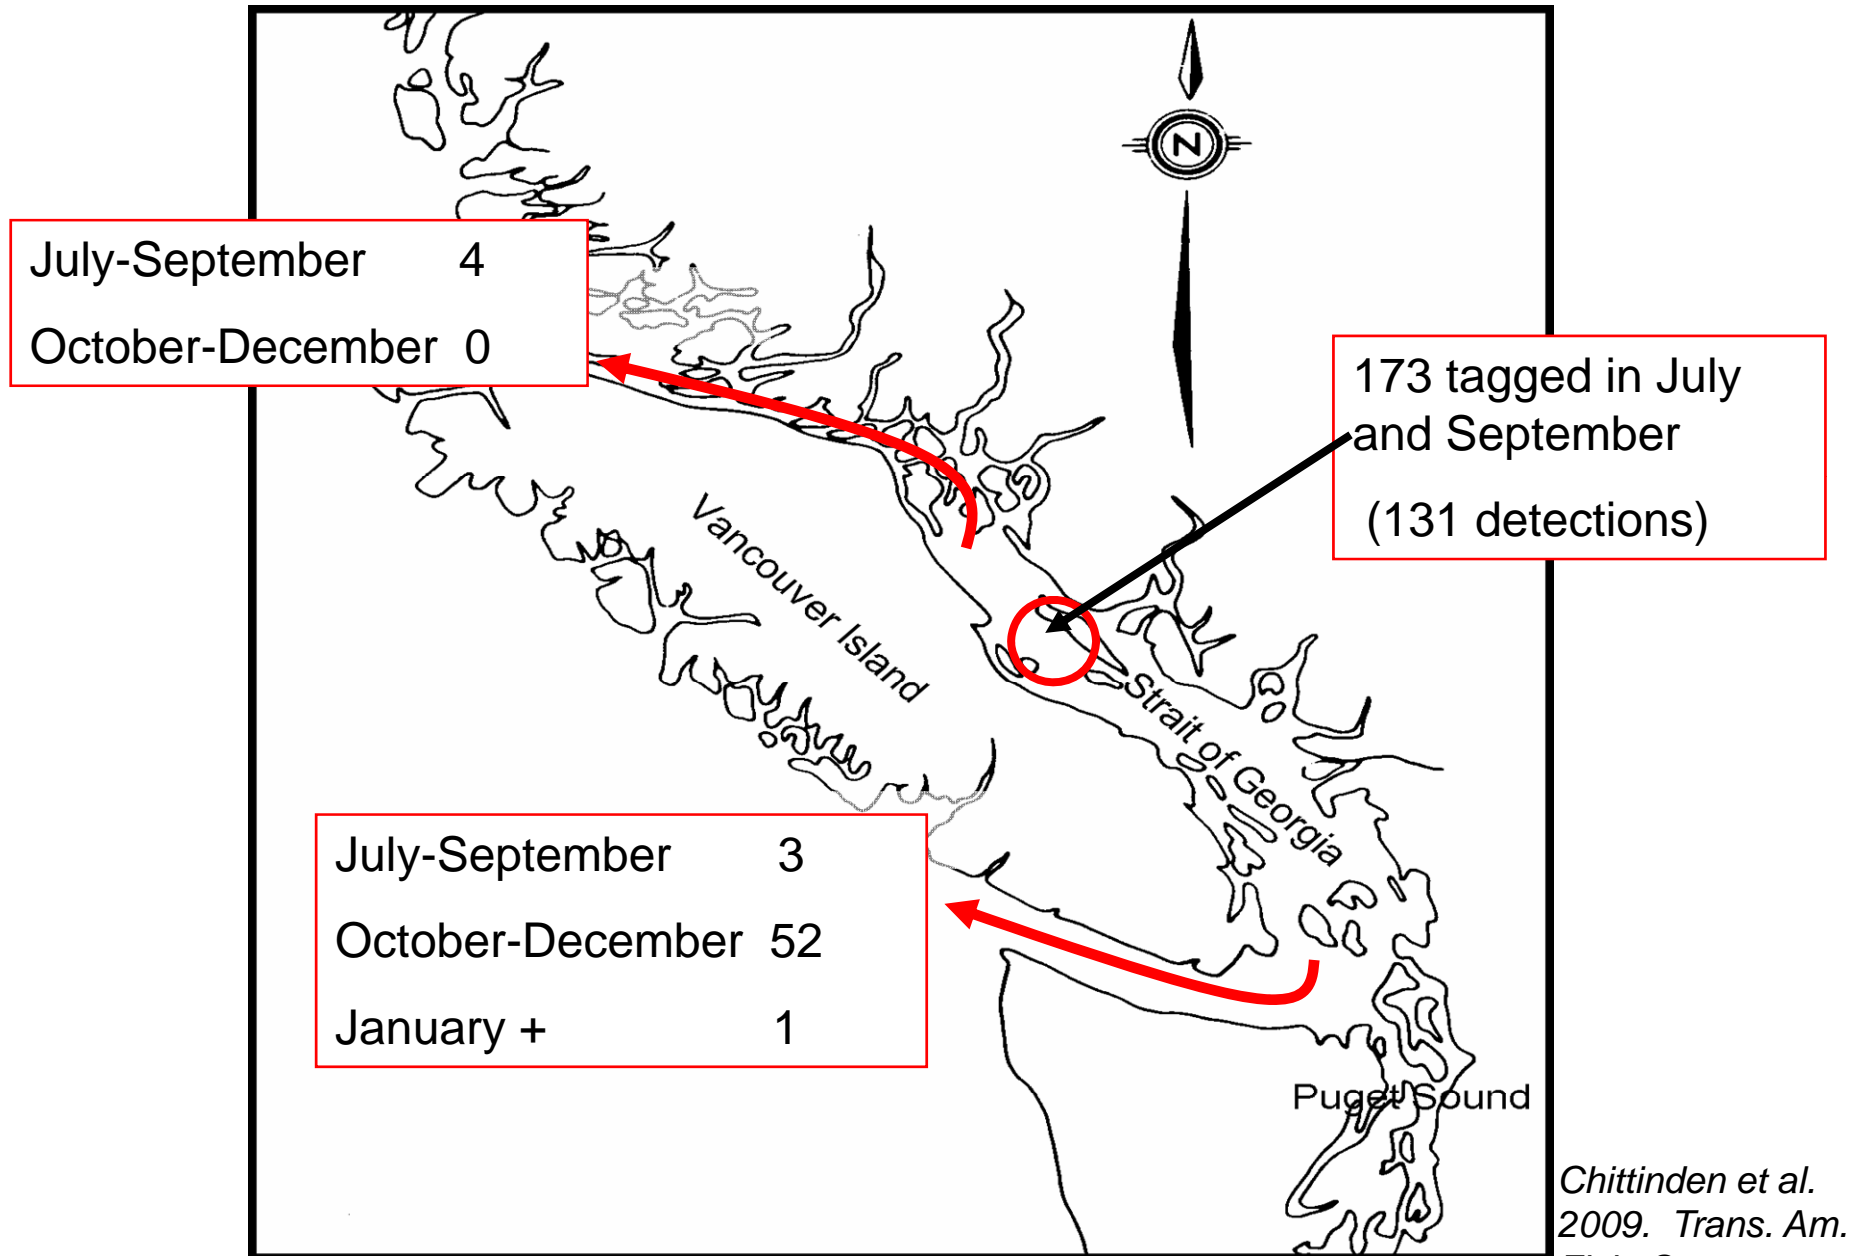 N
July-September 4
October-December 0
173 tagged in July
and September
(131 detections)
Vancouver Island
Strait of Georgia
July-September 3
October-December 52
January + 1
Puget Sound
Chittinden et al.
2009. Trans. Am.